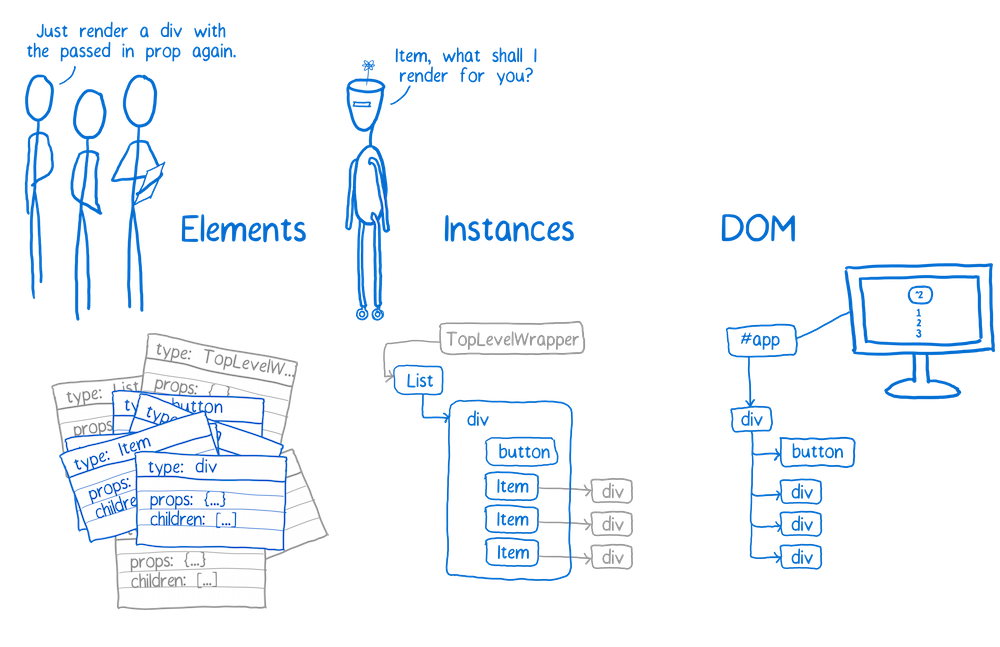 Just render a div with
the passed in prop again.
Item, what shall I
render for you?
Elements
Instances
DOM
type: TopLevelW...
props: { }
type: List
props
button
type: Item
props:
childre
type: div
props: {...}
children: [...]
props: {...}
children: [...]
TopLevelWrapper
List
div
button
Item
div
Item
div
Item
div
^2
1
2
3
#app
div
button
div
div
div